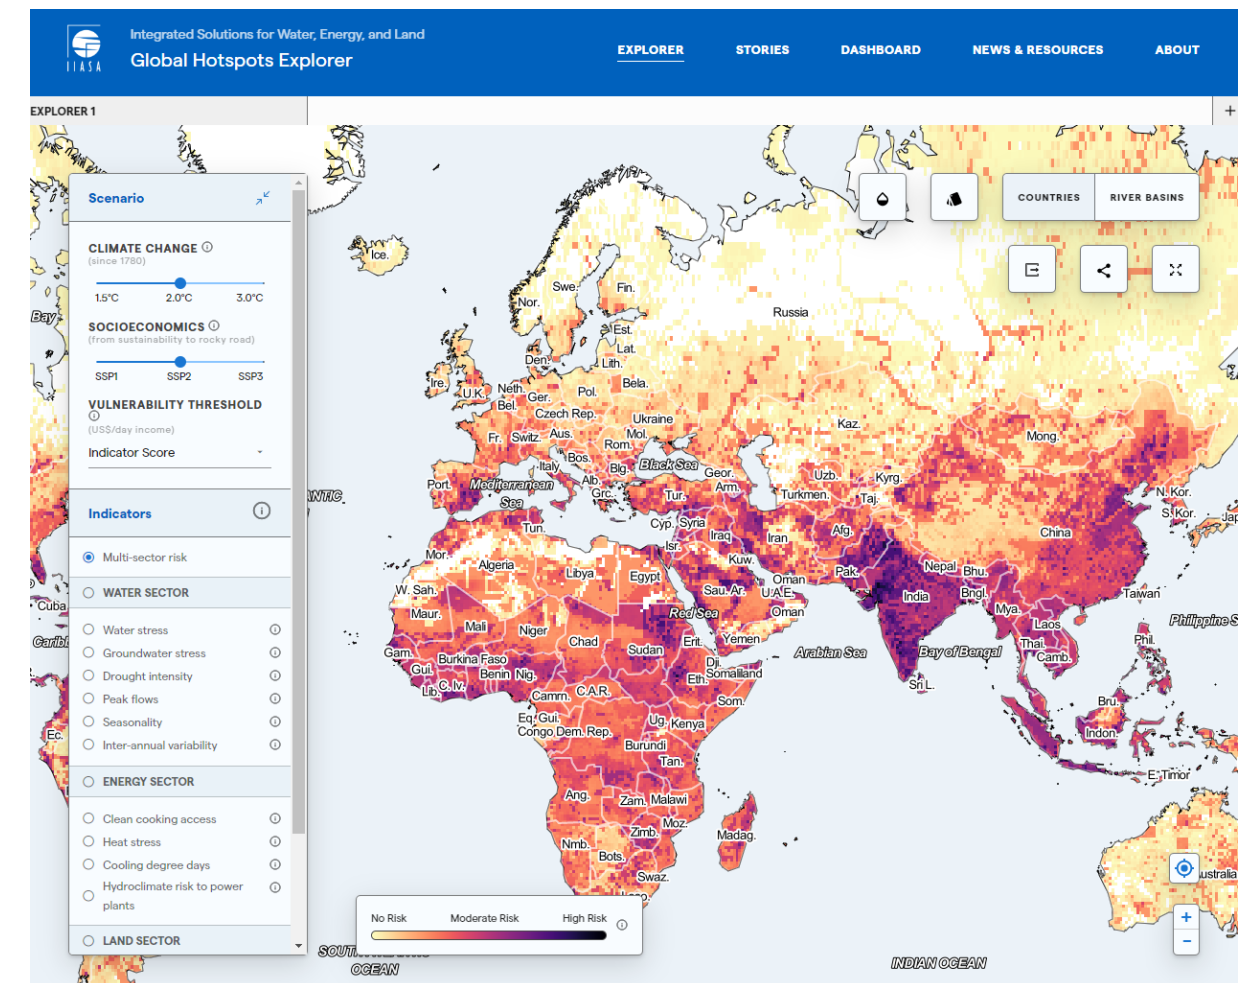 Integrated Solutions for Water, Energy, and Land
Global Hotspots Explorer
IIASA
EXPLORER
STORIES
DASHBOARD
NEWS & RESOURCES
ABOUT
EXPLORER 1
+
Scenario
CLIMATE CHANGE
(since 1780)
1.5°C 2.0°C 3.0°C
SOCIOECONOMICS
(from sustainability to rocky road)
SSP1 SSP2 SSP3
VULNERABILITY THRESHOLD
(US$/day income)
Indicator Score
Indicators
Multi-sector risk
WATER SECTOR
Water stress
Groundwater stress
Drought intensity
Peak flows
Seasonality
Inter-annual variability
ENERGY SECTOR
Clean cooking access
Heat stress
Cooling degree days
Hydroclimate risk to power
plants
LAND SECTOR
COUNTRIES
RIVER BASINS
Bay
Cuba
Ec.
Ice.
Swe.
Fin.
Nor.
Russia
Est.
Lat.
Den.
Lith.
Ire.
U.K.
Neth.
Ger.
Pol.
Bela.
Bel.
Czech Rep.
Ukraine
Kaz.
Fr.
Switz.
Aus.
Mol.
Rom.
Mong.
Italy
Bos.
Blg.
Black Sea
Geor.
Port.
Mediterranean
Sea
Alb.
Grc.
Tur.
Arm.
Uzb.
Kyrg.
Turkmen.
Taj.
N. Kor.
S. Kor.
Jap
NTIC
Tun.
Cyp.
Syria
Iraq
Iran
Afg.
China
Isr.
Mor.
Algeria
Libya
Egypt
Kuw.
Pak.
Nepal
Bhu.
W. Sah.
Sau. Ar.
Oman
U.A.E.
Oman
India
Bngl.
Taiwan
Maur.
Mali
Niger
Chad
Sudan
Red Sea
Erit.
Yemen
Mya.
Laos
Philippine S
Gam.
Burkina Faso
Gui.
Benin
Nig.
Dji.
Somaliland
Eth.
Arabian Sea
Bay of Bengal
Thai.
Camb.
Phil.
Lib.
C. Iv.
Camrn.
C.A.R.
Som.
Sri L.
Bru.
Eq. Gui.
Congo
Dem. Rep.
Ug.
Kenya
Indon.
Burundi
Tan.
E. Timor
Ang.
Zam.
Malawi
Moz.
Zimb.
Madag.
Nmb.
Bots.
Swaz.
ustralia
No Risk Moderate Risk High Risk
OCEAN
INDIAN OCEAN
+
−